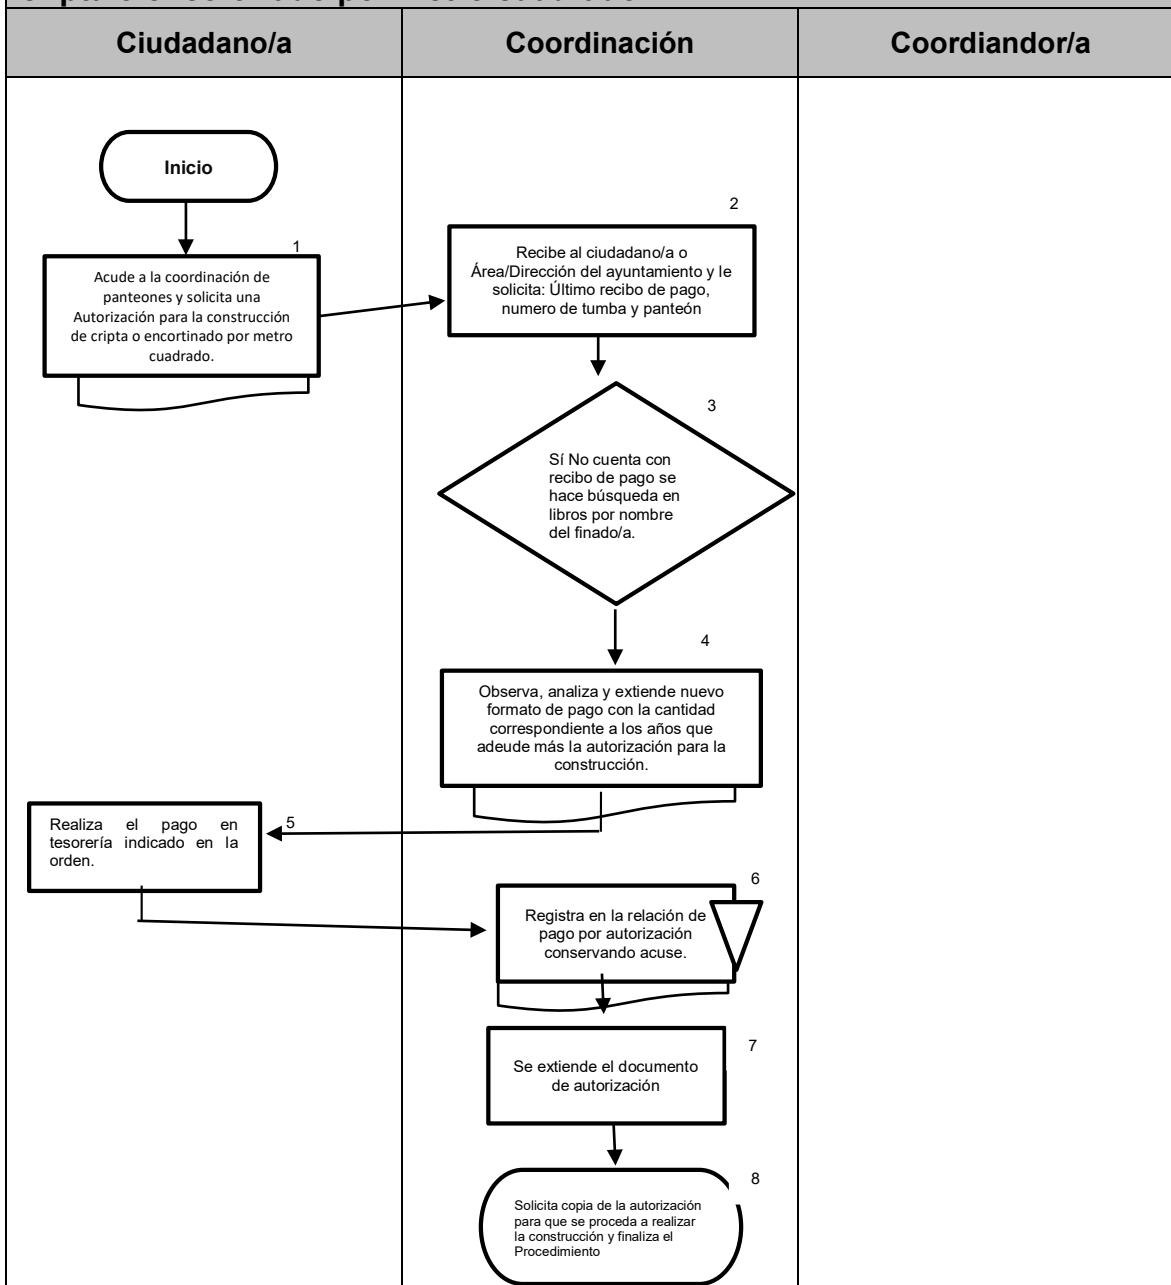 Ciudadano/a
Coordinación
Coordiandor/a
Inicio
1
Acude a la coordinación de
panteones y solicita una
Autorización para la construcción
de cripta o encortinado por metro
cuadrado.
2
Recibe al ciudadano/a o
Área/Dirección del ayuntamiento y le
solicita: Último recibo de pago,
numero de tumba y panteón
3
Sí No cuenta con
recibo de pago se
hace búsqueda en
libros por nombre
del finado/a.
4
Observa, analiza y extiende nuevo
formato de pago con la cantidad
correspondiente a los años que
adeude más la autorización para la
construcción.
5
Realiza el pago en
tesorería indicado en la
orden.
6
Registra en la relación de
pago por autorización
conservando acuse.
7
Se extiende el documento
de autorización
8
Solicita copia de la autorización
para que se proceda a realizar
la construcción y finaliza el
Procedimiento